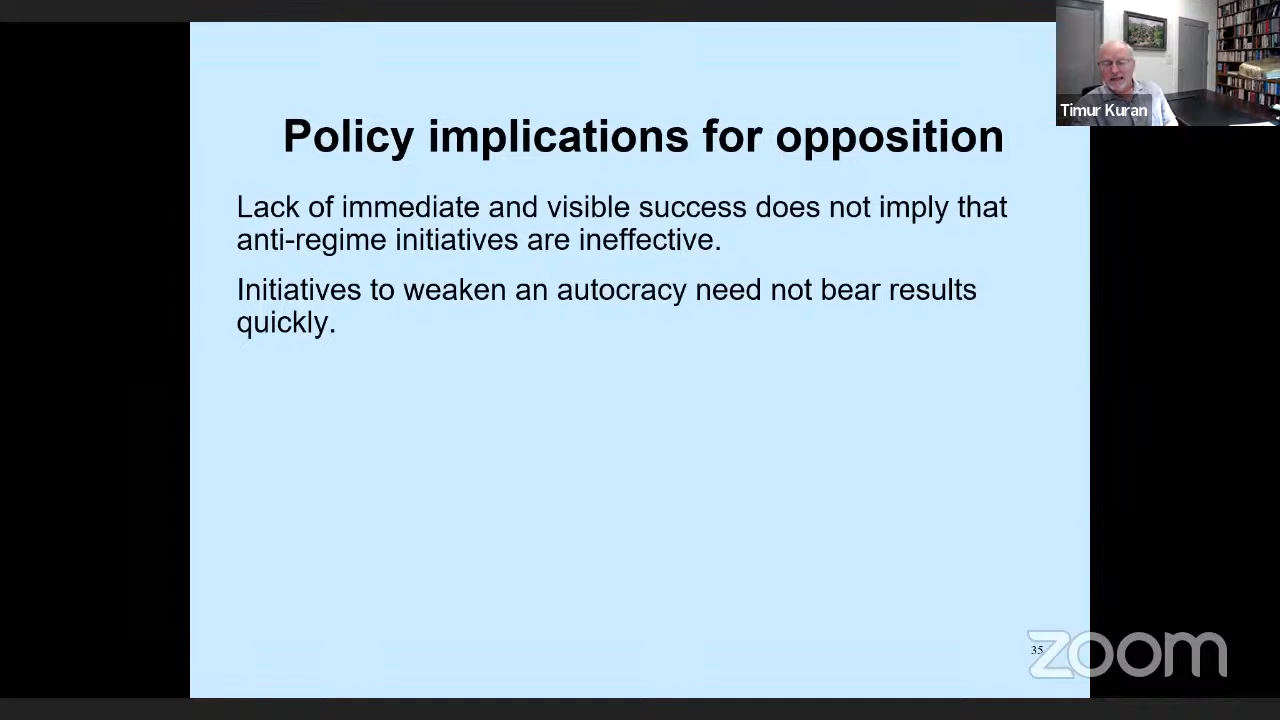 Timur Kuran
Policy implications for opposition
Lack of immediate and visible success does not imply that
anti-regime initiatives are ineffective.
Initiatives to weaken an autocracy need not bear results
quickly.
35
zoom